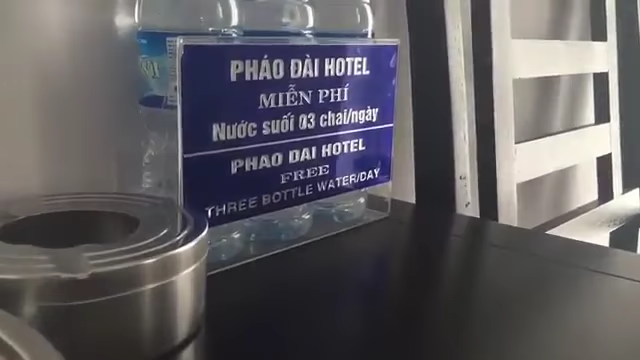 PHÁO ĐÀI HOTEL
MIỄN PHÍ
Nước suối 03 chai/ngày
PHAO DAI HOTEL
FREE
THREE BOTTLE WATER/DAY